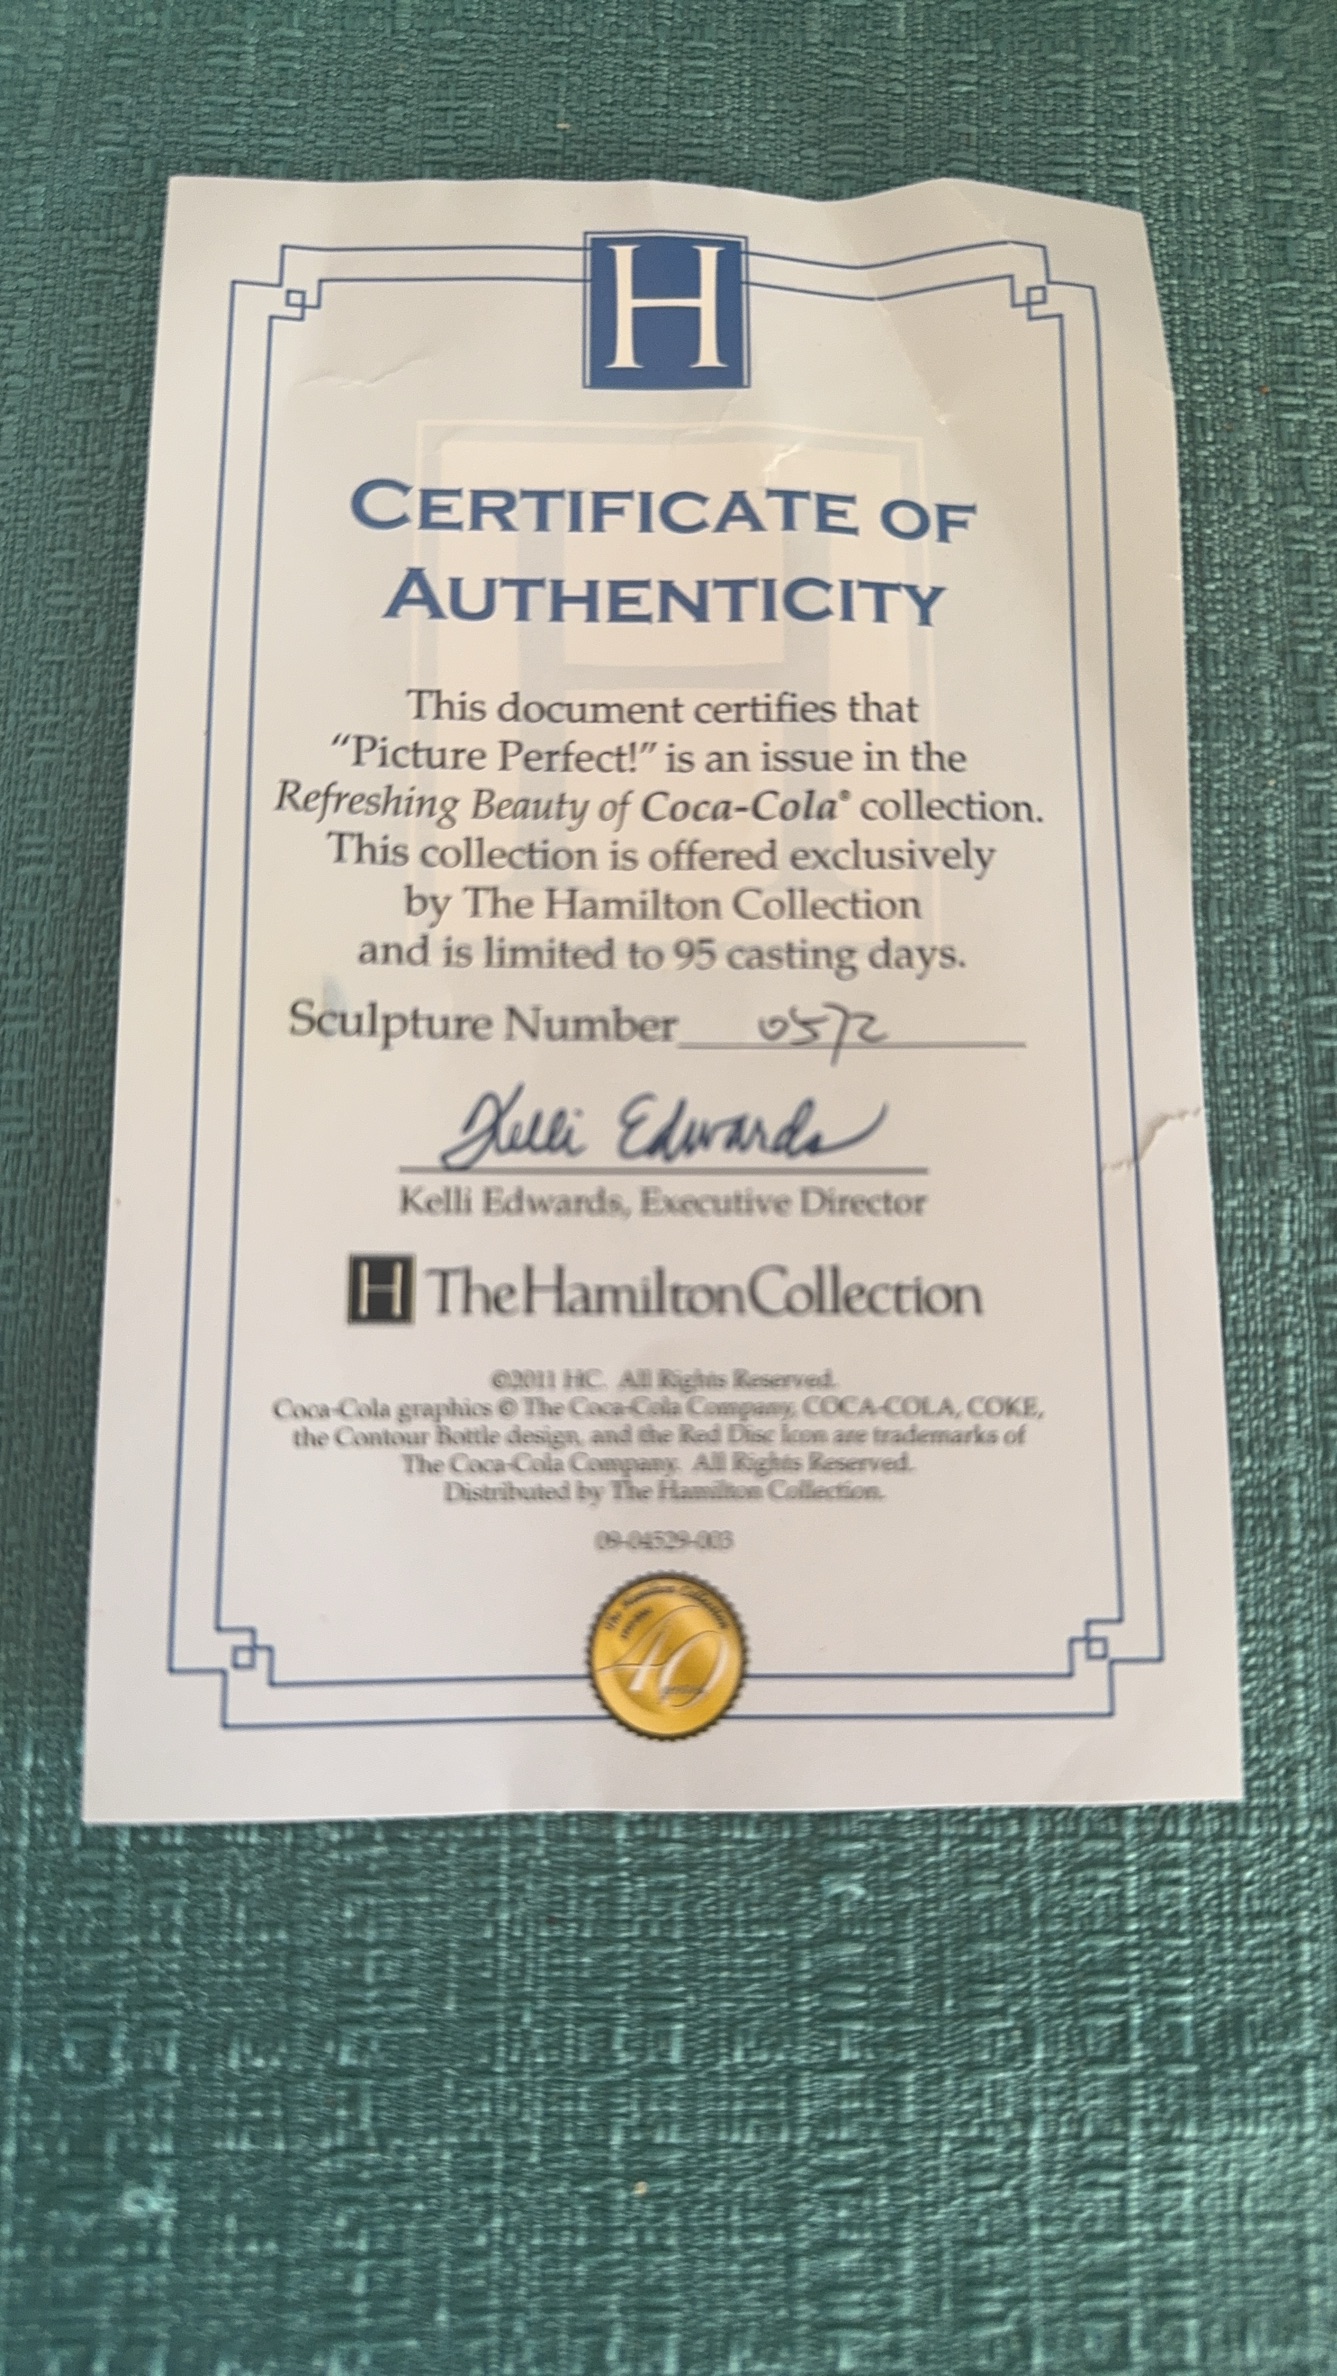 H
CERTIFICATE OF
AUTHENTICITY
This document certifies that
“Picture Perfect!” is an issue in the
Refreshing Beauty of Coca-Cola® collection.
This collection is offered exclusively
by The Hamilton Collection
and is limited to 95 casting days.
Sculpture Number 0572
Kelli Edwards
Kelli Edwards, Executive Director
H The Hamilton Collection
©2011 HC. All Rights Reserved.
Coca-Cola graphics © The Coca-Cola Company, COCA-COLA, COKE,
the Contour Bottle design, and the Red Disc Icon are trademarks of
The Coca-Cola Company. All Rights Reserved.
Distributed by The Hamilton Collection.
09-04529-003
The Hamilton Collection
40